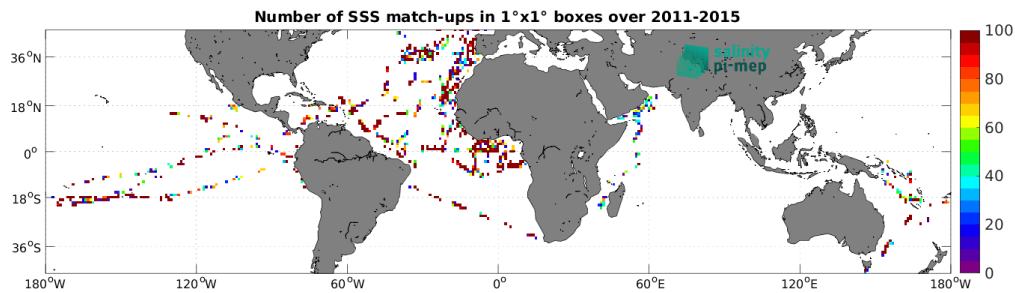 Number of SSS match-ups in 1°x1° boxes over 2011-2015
salinity
pi-mep
36°N
18°N
0°
18°S
36°S
180°W
120°W
60°W
0°
60°E
120°E
180°W
100
80
60
40
20
0